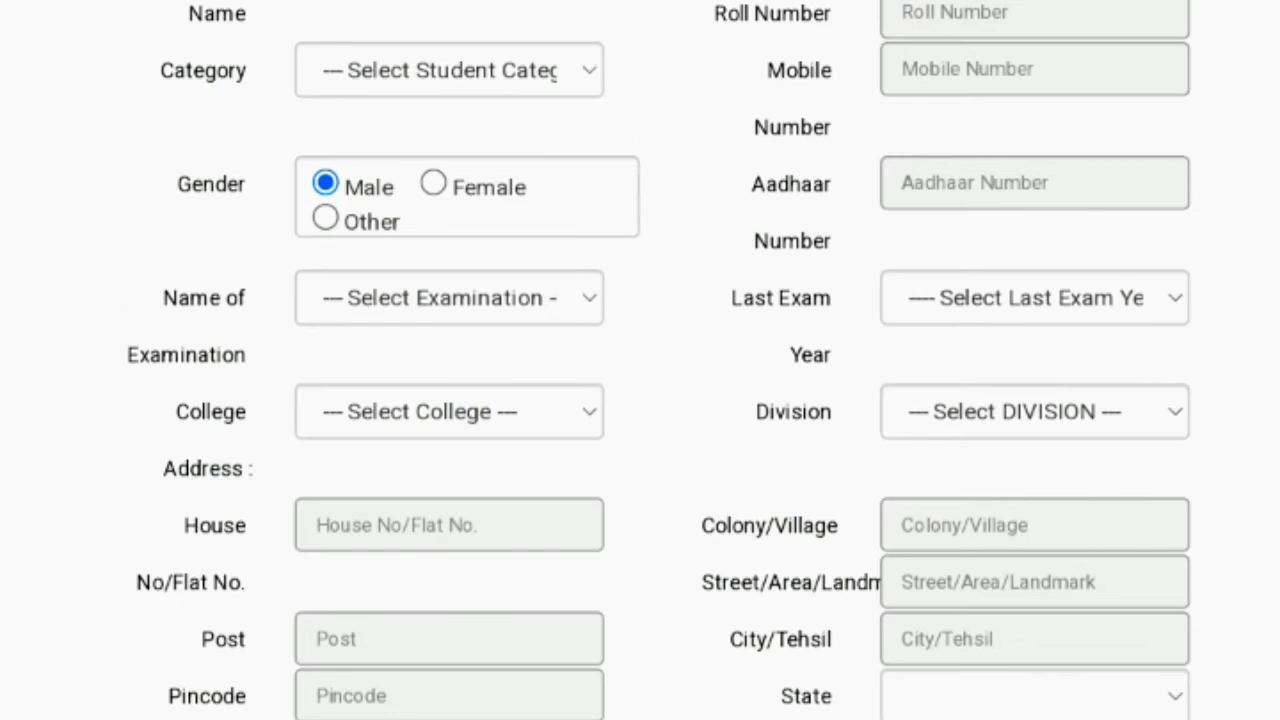 Name
Roll Number
Roll Number
Category
--- Select Student Categ
Mobile Number
Mobile Number
Gender
Male Female
Other
Aadhaar Number
Aadhaar Number
Name of Examination
--- Select Examination -
Last Exam Year
---- Select Last Exam Ye
College
--- Select College ---
Division
--- Select DIVISION ---
Address :
House No/Flat No.
House No/Flat No.
Colony/Village
Colony/Village
Street/Area/Landm
Street/Area/Landmark
Post
Post
City/Tehsil
City/Tehsil
Pincode
Pincode
State